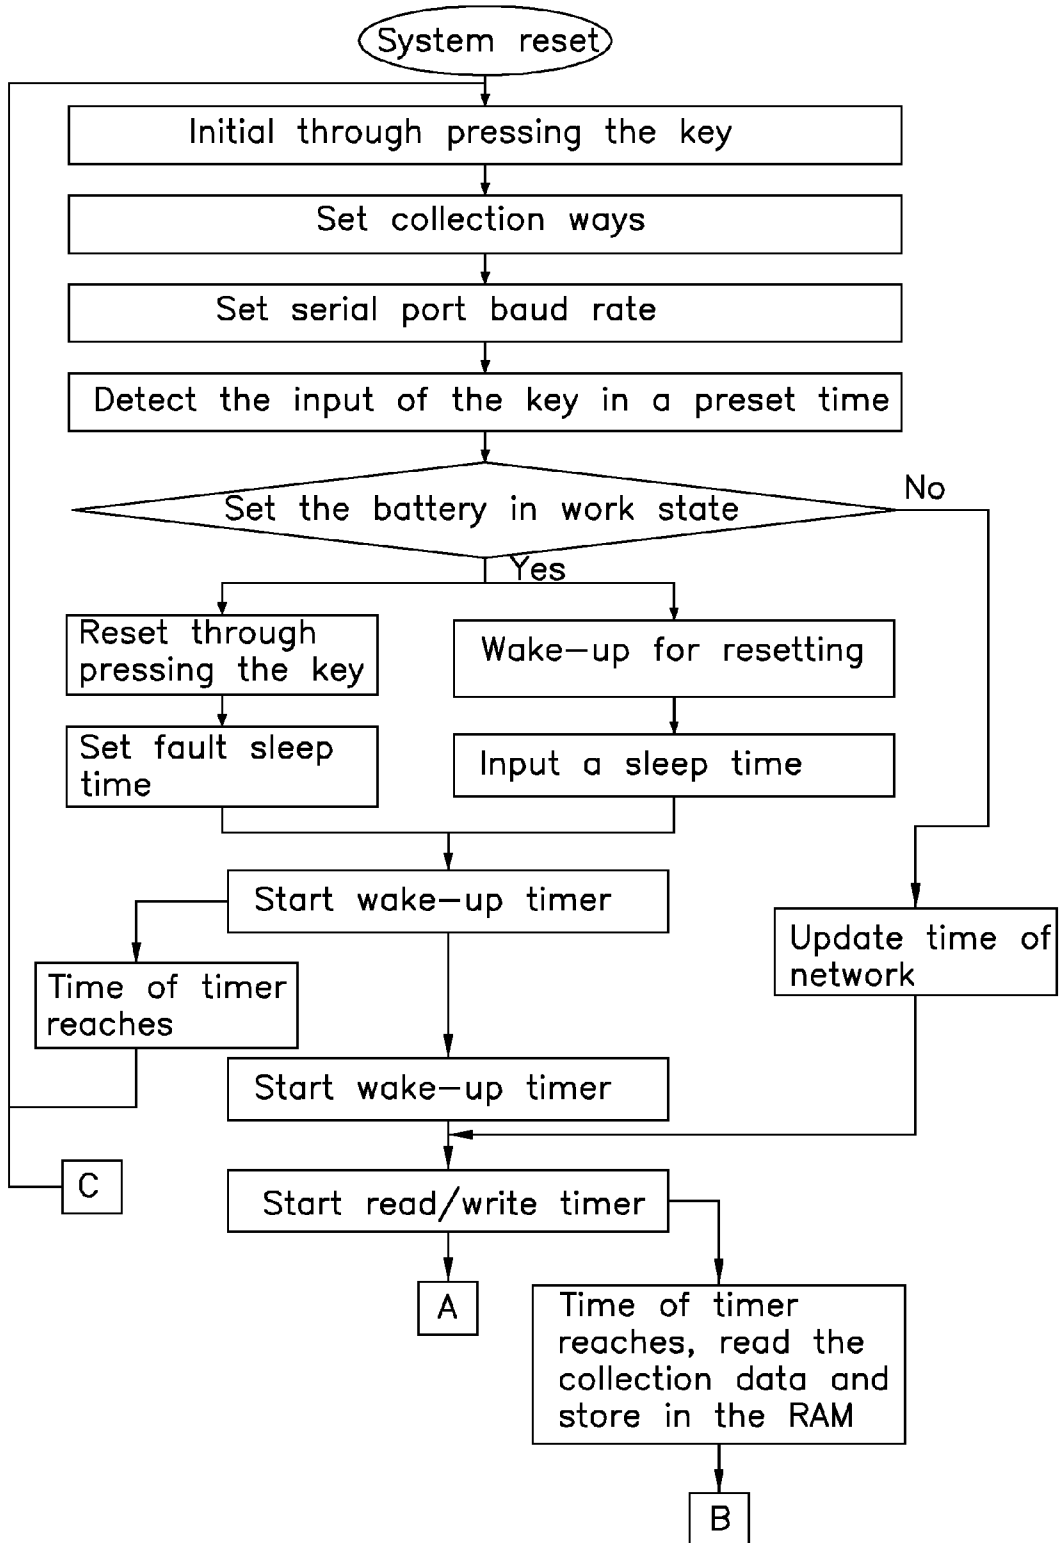 System reset
Initial through pressing the key
Set collection ways
Set serial port baud rate
Detect the input of the key in a preset time
Set the battery in work state
No
Yes
Reset through
pressing the key
Wake-up for resetting
Set fault sleep
time
Input a sleep time
Start wake-up timer
Update time of
network
Time of timer
reaches
Start wake-up timer
C
Start read/write timer
A
Time of timer
reaches, read the
collection data and
store in the RAM
B